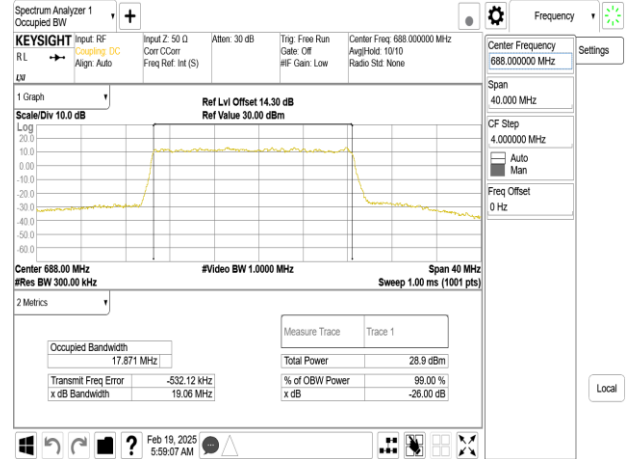 Spectrum Analyzer 1
Occupied BW
Frequency
KEYSIGHT
RL
Input: RF
Coupling: DC
Align: Auto
Input Z: 50 Ω
Corr CCorr
Freq Ref: Int (S)
Atten: 30 dB
Trig: Free Run
Gate: Off
#IF Gain: Low
Center Freq: 688.000000 MHz
Avg|Hold: 10/10
Radio Std: None
Center Frequency
688.000000 MHz
Settings
Span
40.000 MHz
CF Step
4.000000 MHz
Auto
Man
Freq Offset
0 Hz
Local
1 Graph
Scale/Div 10.0 dB
Ref Lvl Offset 14.30 dB
Ref Value 30.00 dBm
Log
20.0
10.0
0.00
-10.0
-20.0
-30.0
-40.0
-50.0
-60.0
Center 688.00 MHz
#Res BW 300.00 kHz
#Video BW 1.0000 MHz
Span 40 MHz
Sweep 1.00 ms (1001 pts)
2 Metrics
Measure Trace
Trace 1
Occupied Bandwidth
17.871 MHz
Total Power
28.9 dBm
Transmit Freq Error
-532.12 kHz
% of OBW Power
99.00 %
x dB Bandwidth
19.06 MHz
x dB
-26.00 dB
Feb 19, 2025
5:59:07 AM